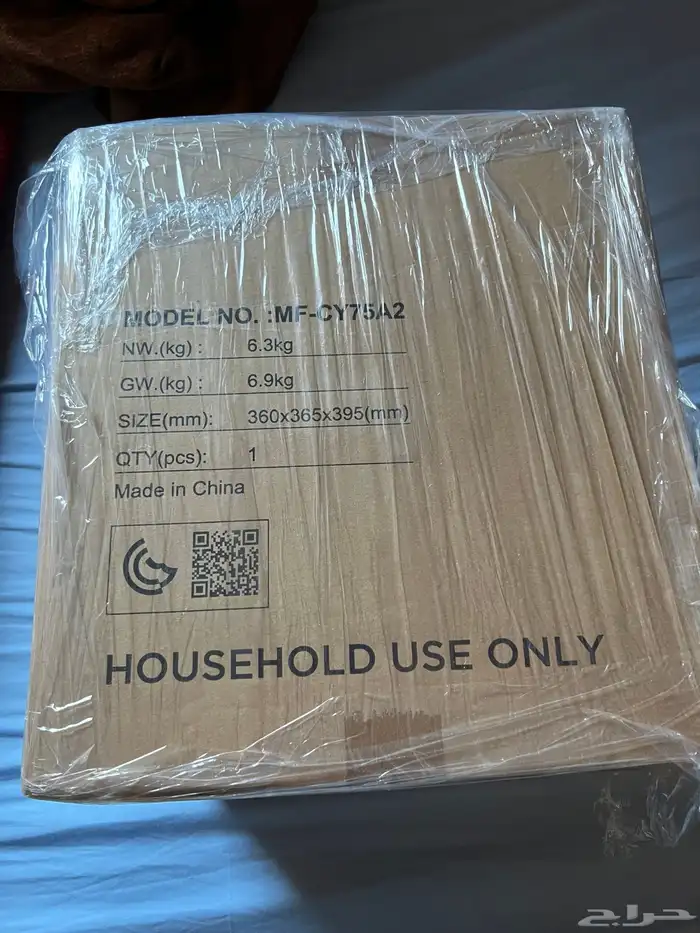 MODEL NO. :MF-CY75A2
NW.(kg) : 6.3kg
GW.(kg) : 6.9kg
SIZE(mm): 360x365x395(mm)
QTY(pcs): 1
Made in China
HOUSEHOLD USE ONLY
حراج